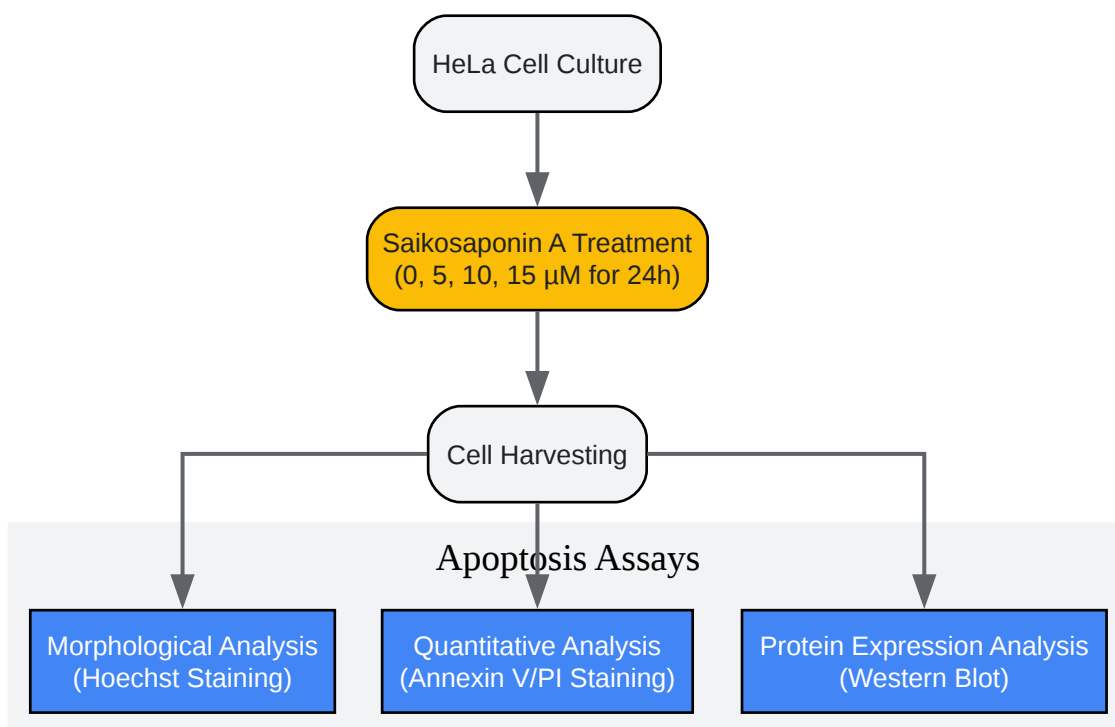 HeLa Cell Culture
Saikosaponin A Treatment
(0, 5, 10, 15 µM for 24h)
Cell Harvesting
Apoptosis Assays
Morphological Analysis
(Hoechst Staining)
Quantitative Analysis
(Annexin V/PI Staining)
Protein Expression Analysis
(Western Blot)